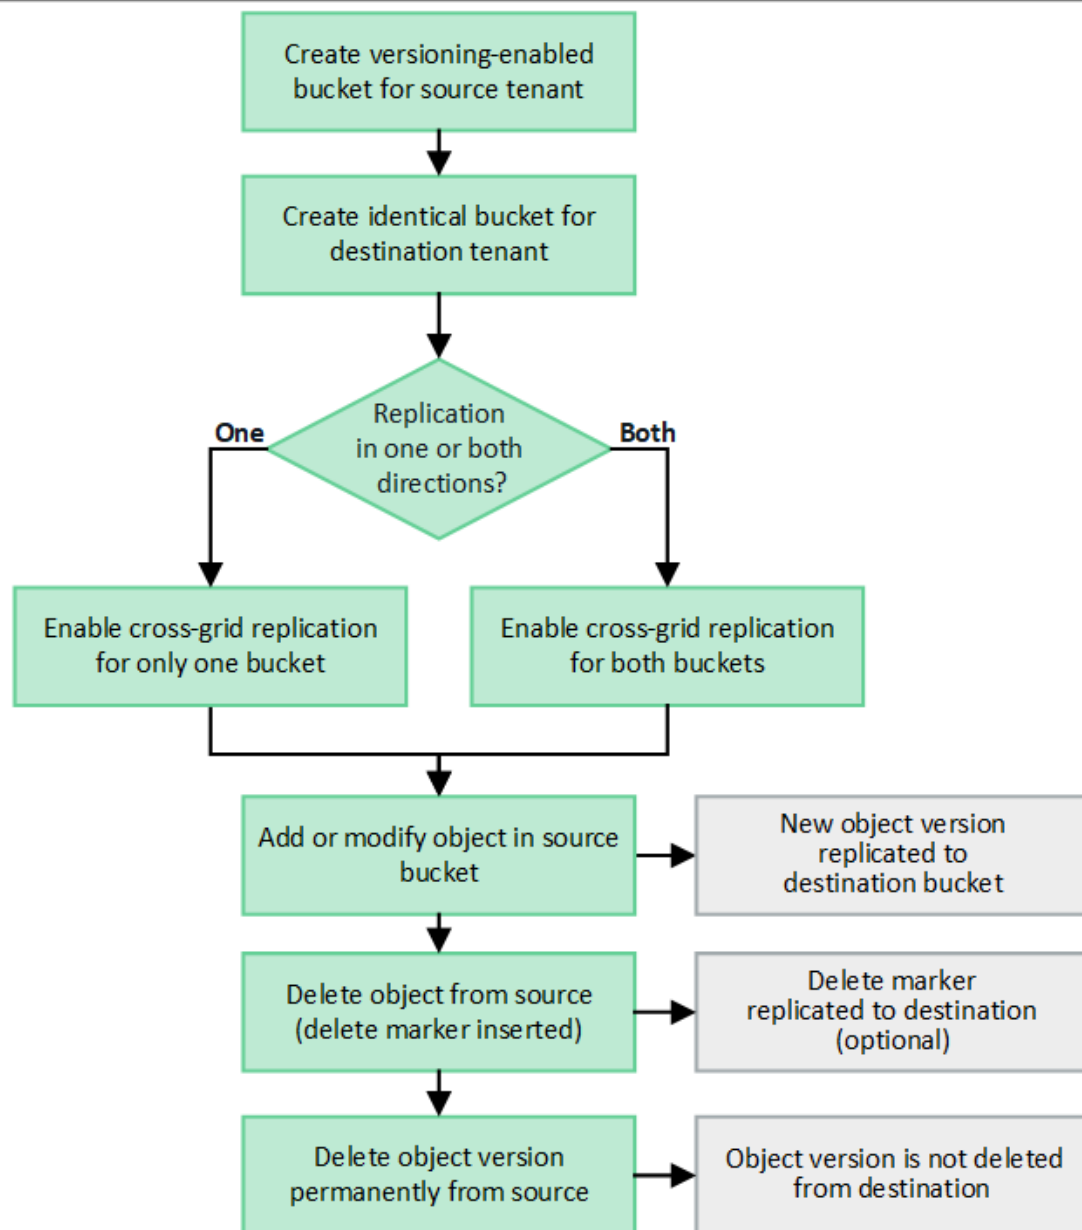 Create versioning-enabled
bucket for source tenant
Create identical bucket for
destination tenant
Replication
in one or both
directions?
One
Both
Enable cross-grid replication
for only one bucket
Enable cross-grid replication
for both buckets
Add or modify object in source
bucket
New object version
replicated to
destination bucket
Delete object from source
(delete marker inserted)
Delete marker
replicated to destination
(optional)
Delete object version
permanently from source
Object version is not deleted
from destination